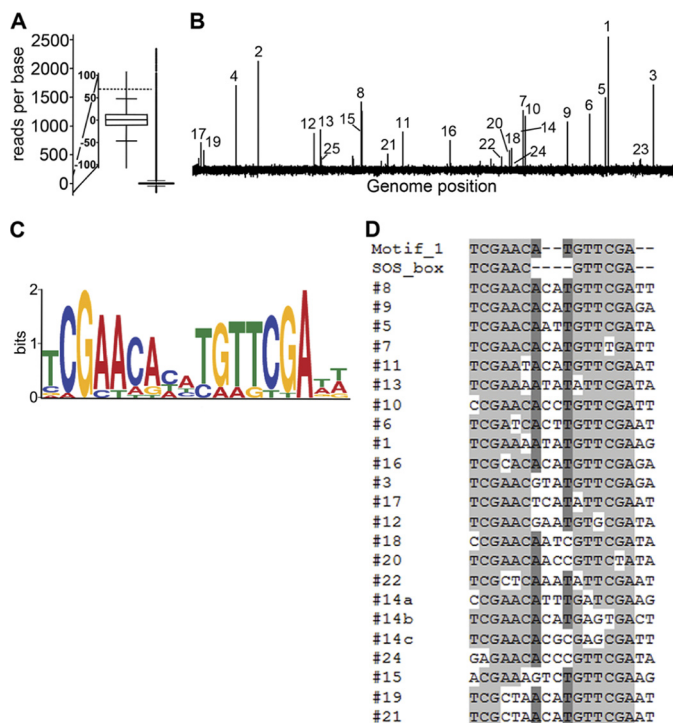 A
B
reads per base
2500
2000
1500
1000
500
0
100
50
0
-50
-100
1
2
3
4
5
6
7
8
9
10
11
12
13
14
15
16
17
18
19
20
21
22
23
24
25
Genome position
C
bits
2
1
0
TCGAACACATGTTCGATT
D
Motif_1 TCGAACA--TGTTCGA--
SOS_box TCGAAC----GTTCGA--
#8 TCGAACACATGTTCGATT
#9 TCGAACACATGTTCGAGA
#5 TCGAACAATTGTTCGATA
#7 TCGAACACATGTTTGATT
#11 TCGAATACATGTTCGAAT
#13 TCGAAAATATATTCGATA
#10 CCGAACACCTGTTCGATT
#6 TCGATCACTTGTTCGAAT
#1 TCGAAAATATGTTCGAAG
#16 TCGCACACATGTTCGAGA
#3 TCGAACGTATGTTCGAGA
#17 TCGAACTCATATTCGAAT
#12 TCGAACGAATGTGCGATA
#18 CCGAACAATCGTTCGATA
#20 TCGAACAACCGTTCTATA
#22 TCGCTCAAATATTCGAAT
#14a CCGAACATTTGATCGAAG
#14b TCGAACACATGAGTGACT
#14c TCGAACACGCGAGCGATT
#24 GAGAACACCCGTTCGATA
#15 ACGAAAGTCTGTTCGAAG
#19 TCGCTAACATGTTCGAAT
#21 TCGCTAACATGTTCGAAT